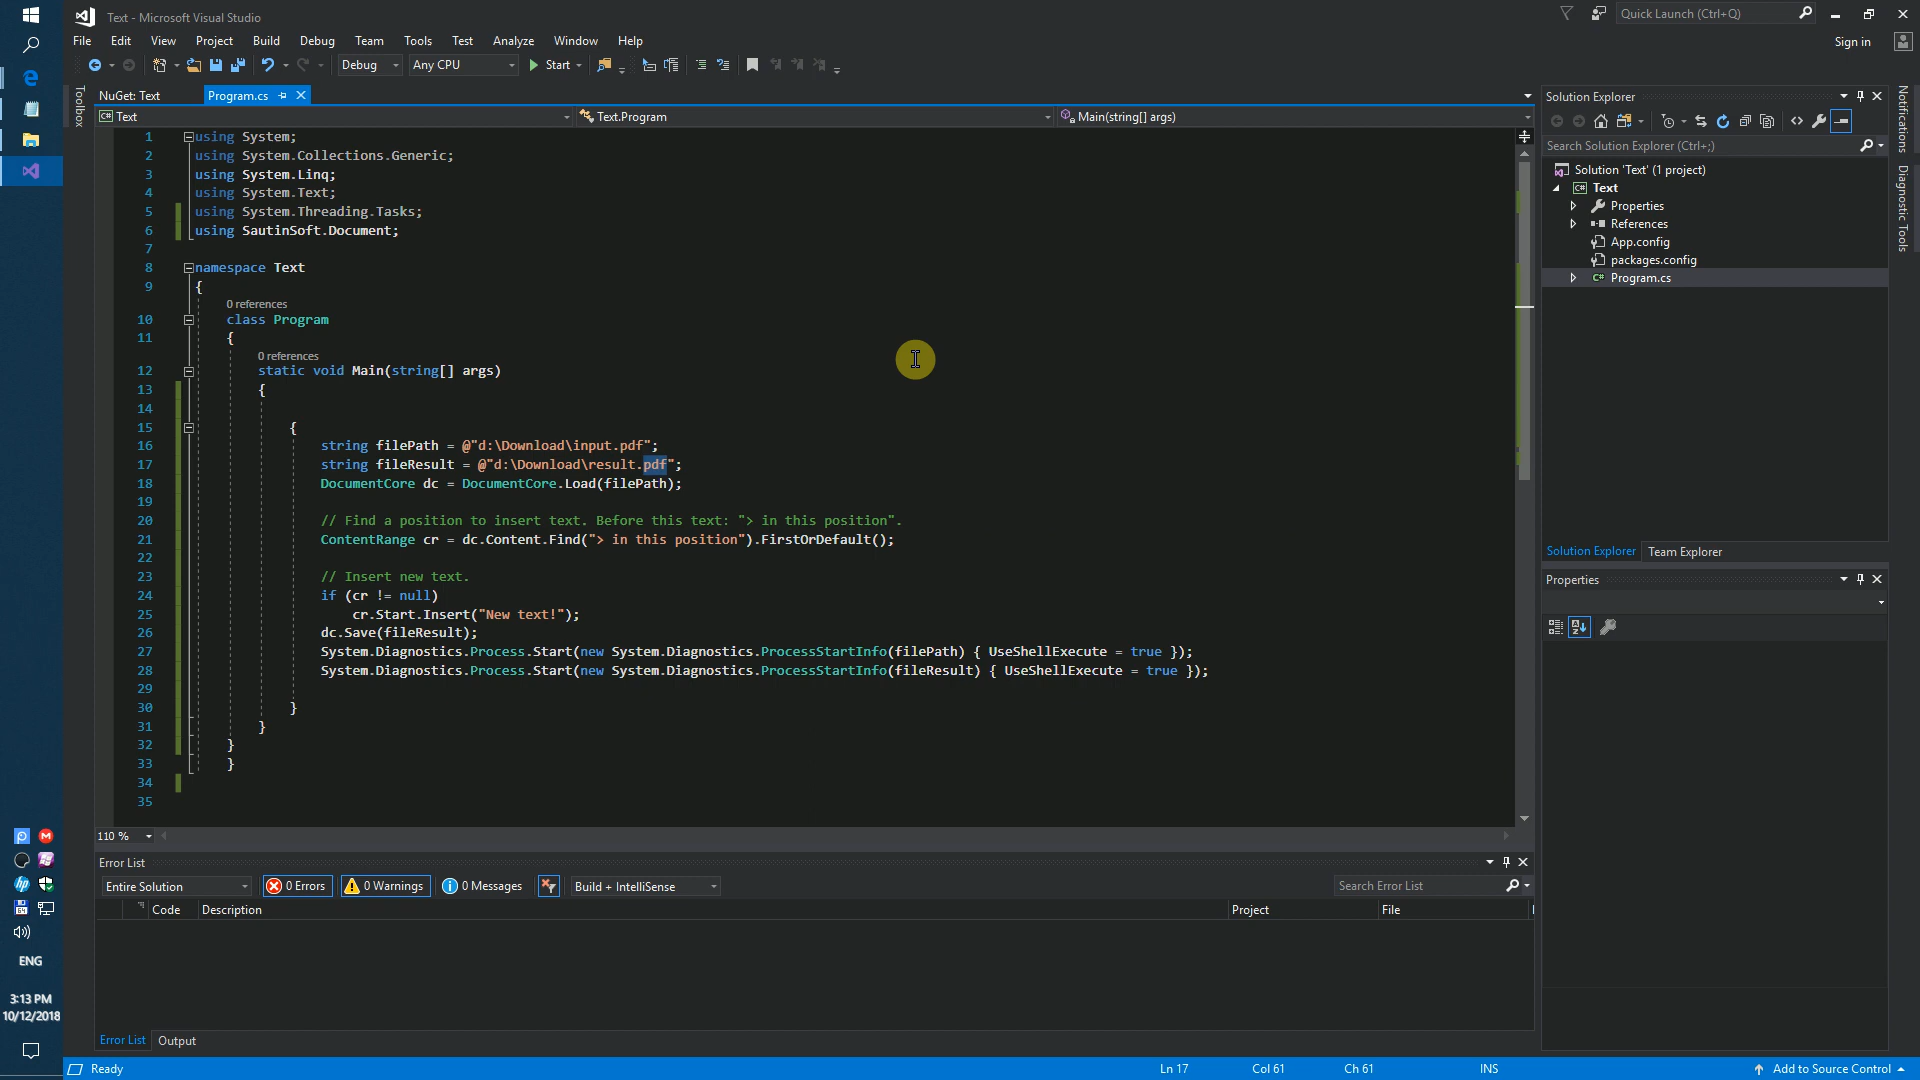 Text - Microsoft Visual Studio
Quick Launch (Ctrl+Q)
File Edit View Project Build Debug Team Tools Test Analyze Window Help
Sign in
Debug Any CPU Start
Toolbox
NuGet: Text Program.cs
C# Text Text.Program Main(string[] args)
1 using System;
2 using System.Collections.Generic;
3 using System.Linq;
4 using System.Text;
5 using System.Threading.Tasks;
6 using SautinSoft.Document;
7
8 namespace Text
9 {
0 references
10 class Program
11 {
0 references
12 static void Main(string[] args)
13 {
14
15 {
16 string filePath = @"d:\Download\input.pdf";
17 string fileResult = @"d:\Download\result.pdf";
18 DocumentCore dc = DocumentCore.Load(filePath);
19
20 // Find a position to insert text. Before this text: "> in this position".
21 ContentRange cr = dc.Content.Find("> in this position").FirstOrDefault();
22
23 // Insert new text.
24 if (cr != null)
25 cr.Start.Insert("New text!");
26 dc.Save(fileResult);
27 System.Diagnostics.Process.Start(new System.Diagnostics.ProcessStartInfo(filePath) { UseShellExecute = true });
28 System.Diagnostics.Process.Start(new System.Diagnostics.ProcessStartInfo(fileResult) { UseShellExecute = true });
29
30 }
31 }
32 }
33 }
34
35
110 %
Error List
Entire Solution 0 Errors 0 Warnings 0 Messages Build + IntelliSense Search Error List
Code Description Project File
Error List Output
Solution Explorer
Search Solution Explorer (Ctrl+;)
Solution 'Text' (1 project)
C# Text
Properties
References
App.config
packages.config
C# Program.cs
Solution Explorer Team Explorer
Properties
Notifications
Diagnostic Tools
ENG
3:13 PM
10/12/2018
Ready Ln 17 Col 61 Ch 61 INS Add to Source Control